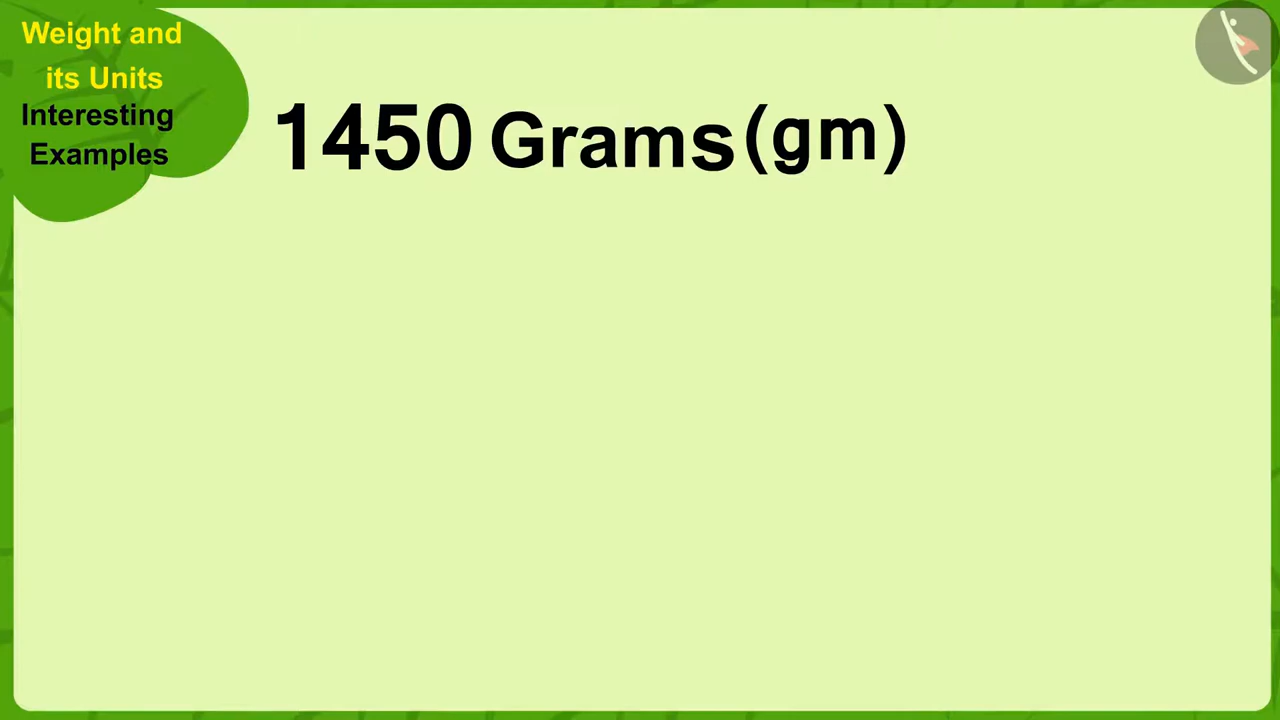 Weight and
its Units
Interesting
Examples
1450 Grams (gm)